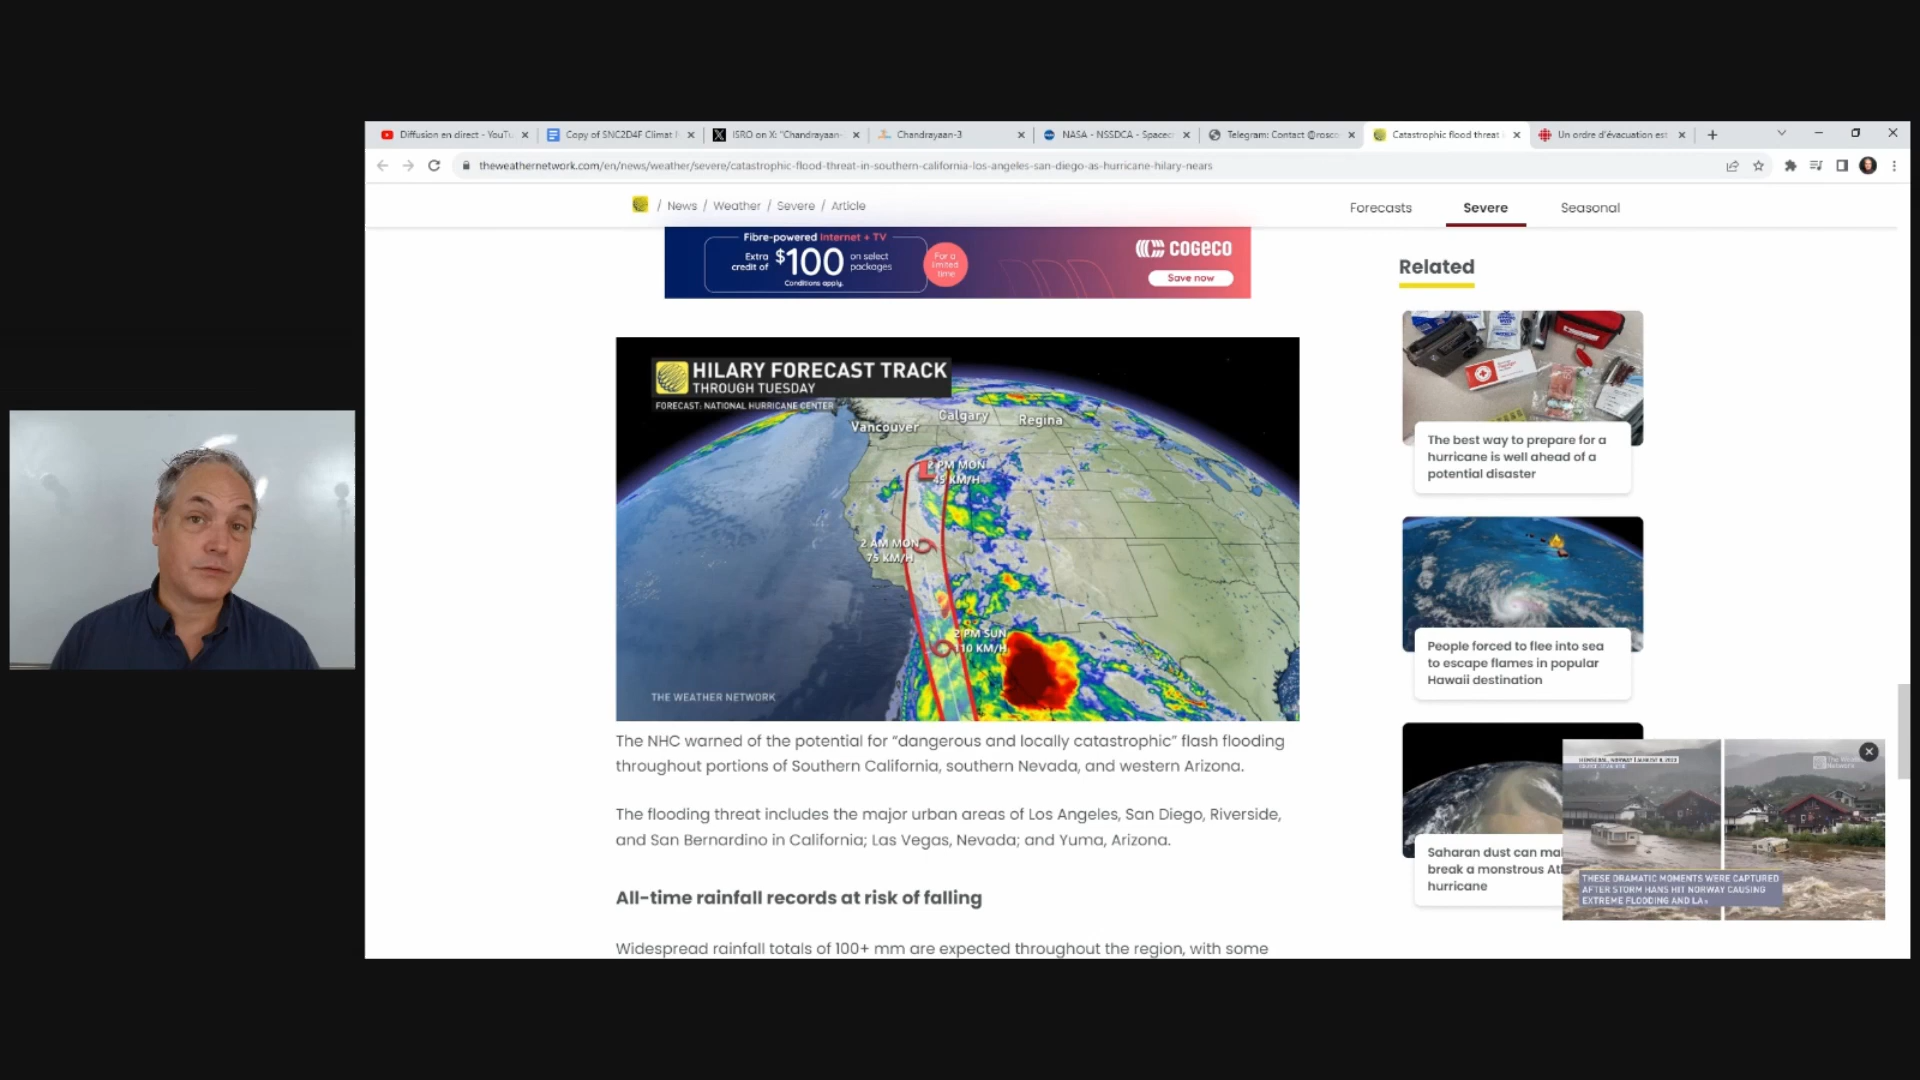 Diffusion en direct - YouTu
Copy of SNC2D4F Climat
ISRO on X: "Chandrayaan-
Chandrayaan-3
NASA - NSSDCA - Spacecr
Telegram: Contact @rosco
Catastrophic flood threat
Un ordre d'évacuation est
theweathernetwork.com/en/news/weather/severe/catastrophic-flood-threat-in-southern-california-los-angeles-san-diego-as-hurricane-hilary-nears
/ News / Weather / Severe / Article
Forecasts
Severe
Seasonal
Fibre-powered Internet + TV
Extra credit of $100 on select packages
Conditions apply.
For a limited time
COGECO
Save now
HILARY FORECAST TRACK
THROUGH TUESDAY
FORECAST: NATIONAL HURRICANE CENTER
Vancouver
Calgary
Regina
2 PM MON
45 KM/H
2 AM MON
75 KM/H
2 PM SUN
110 KM/H
THE WEATHER NETWORK
The NHC warned of the potential for “dangerous and locally catastrophic” flash flooding
throughout portions of Southern California, southern Nevada, and western Arizona.
The flooding threat includes the major urban areas of Los Angeles, San Diego, Riverside,
and San Bernardino in California; Las Vegas, Nevada; and Yuma, Arizona.
All-time rainfall records at risk of falling
Widespread rainfall totals of 100+ mm are expected throughout the region, with some
Related
The best way to prepare for a
hurricane is well ahead of a
potential disaster
People forced to flee into sea
to escape flames in popular
Hawaii destination
Saharan dust can mal
break a monstrous At
hurricane
THESE DRAMATIC MOMENTS WERE CAPTURED
AFTER STORM HANS HIT NORWAY CAUSING
EXTREME FLOODING AND LA